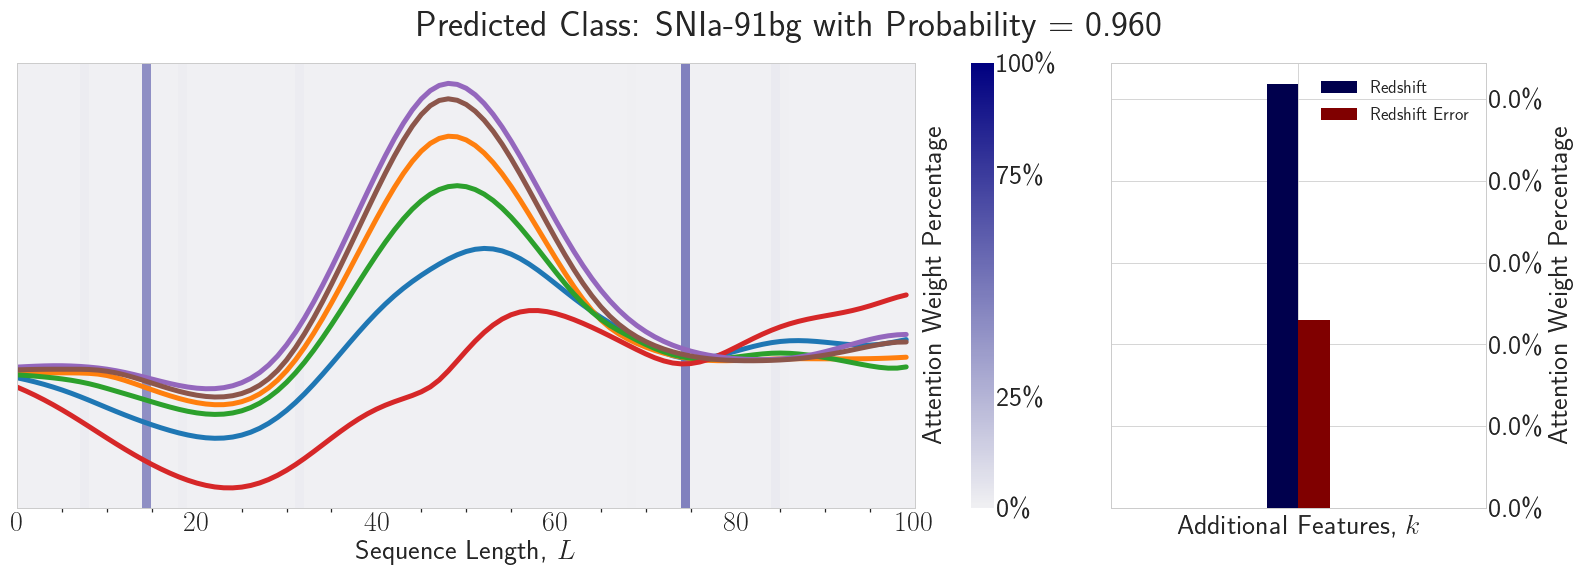 Predicted Class: SNIa-91bg with Probability = 0.960
0
20
40
60
80
100
Sequence Length, L
100%
75%
25%
0%
Attention Weight Percentage
Redshift
Redshift Error
0.0%
0.0%
0.0%
0.0%
0.0%
0.0%
Attention Weight Percentage
Additional Features, k